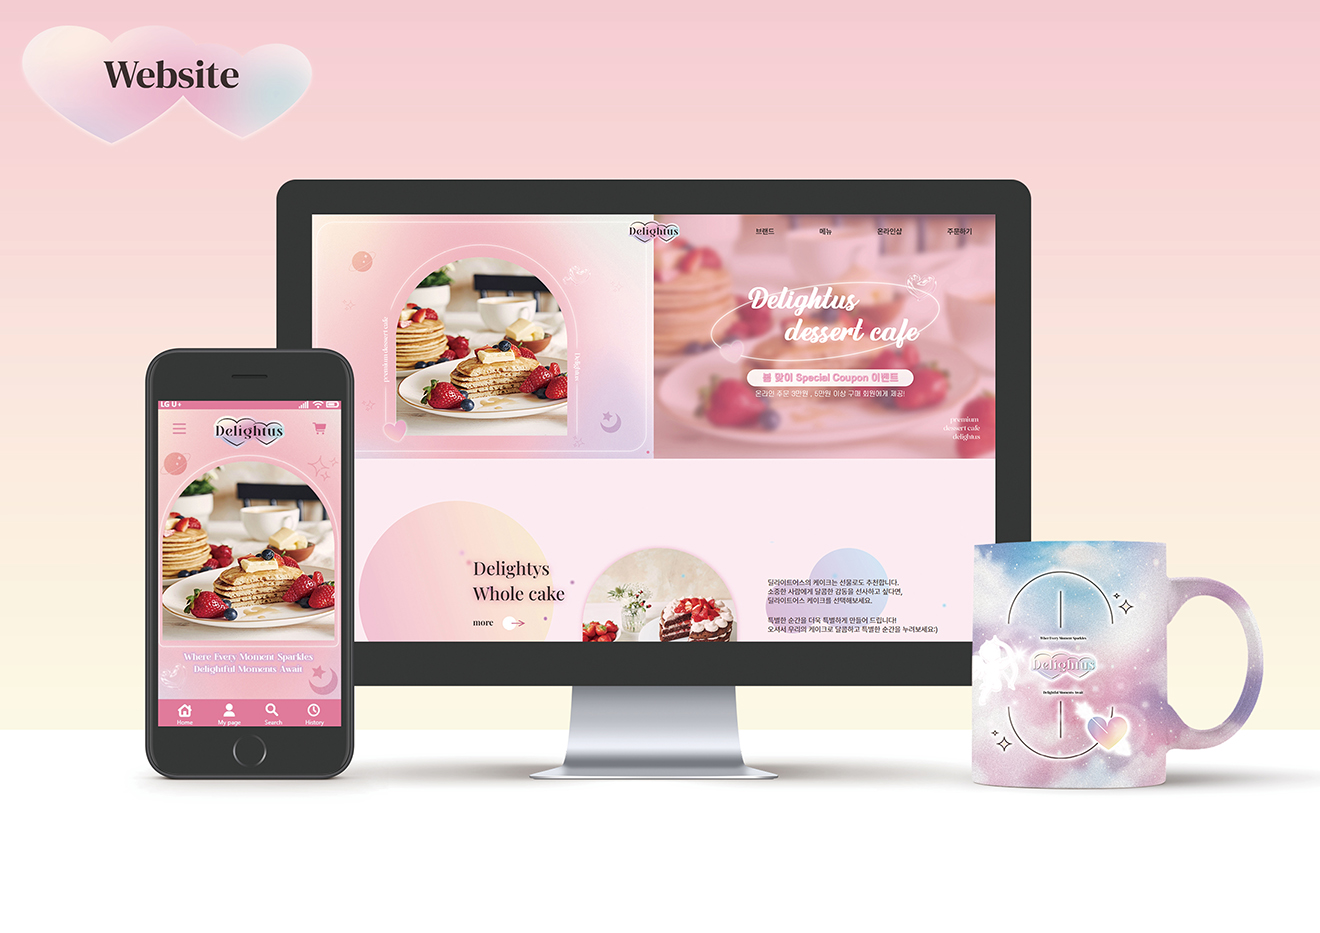 Website
Delightus
브랜드
메뉴
온라인샵
주문하기
premium dessert cafe
Delightus
Delightus
dessert cafe
봄 맞이 Special Coupon 이벤트
온라인 주문 3만원 , 5만원 이상 구매 회원에게 제공!
premium
dessert cafe
delightus
Delightys
Whole cake
more
딜라이트어스의 케이크는 선물로도 추천합니다.
소중한 사람에게 달콤한 감동을 선사하고 싶다면,
딜라이트어스 케이크를 선택해보세요.
특별한 순간을 더욱 특별하게 만들어 드립니다!
오셔서 우리의 케이크로 달콤하고 특별한 순간을 누려보세요:)
LG U+
Delightus
Where Every Moment Sparkles
Delightful Moments Await
Home
My page
Search
History
Where Every Moment Sparkles
Delightus
Delightful Moments Await